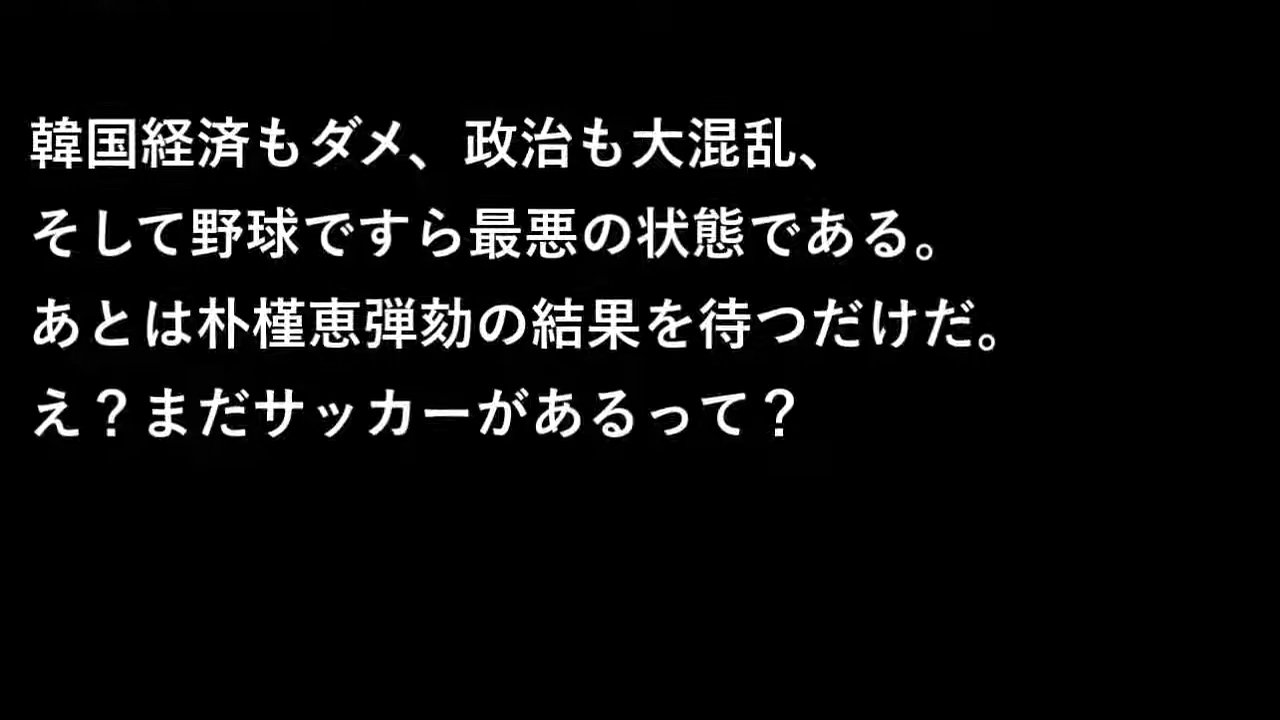 韓国経済もダメ、政治も大混乱、
そして野球ですら最悪の状態である。
あとは朴槿恵弾劾の結果を待つだけだ。
え？まだサッカーがあるって？